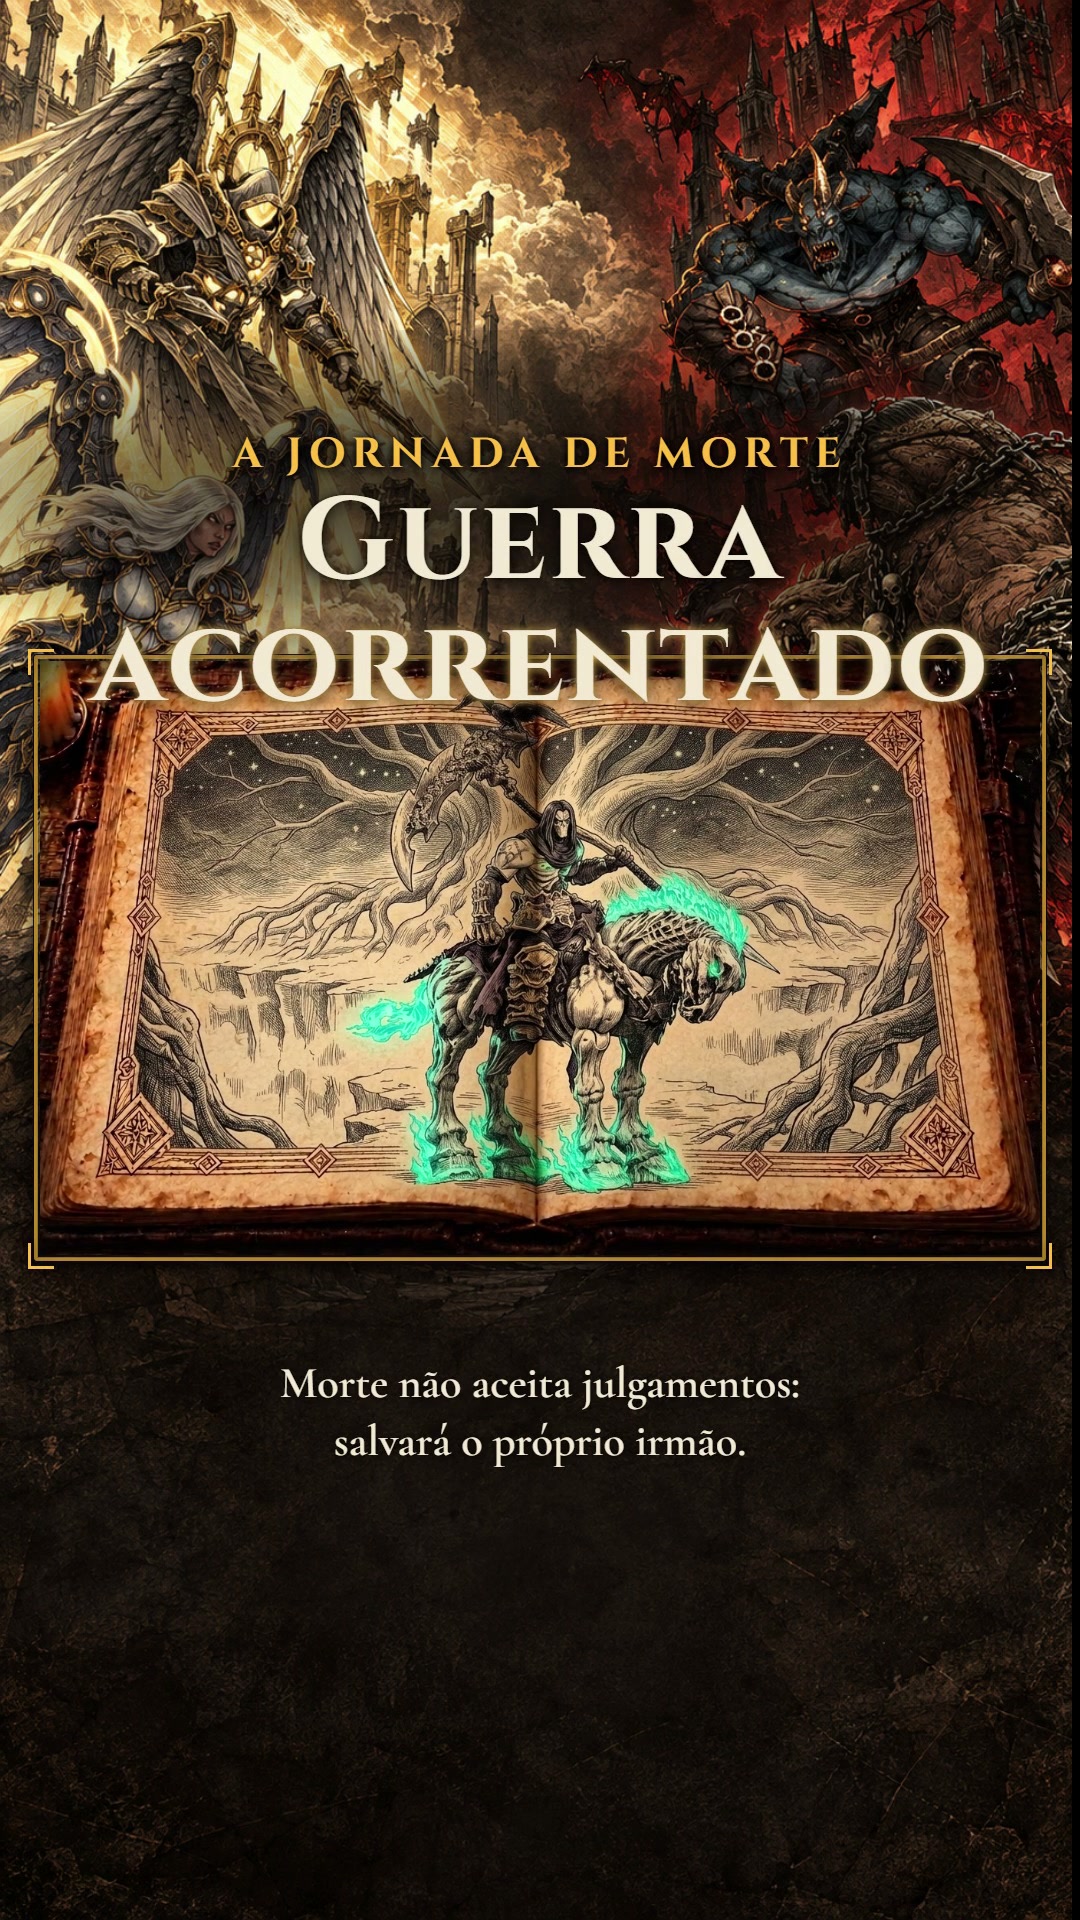 A JORNADA DE MORTE
GUERRA
ACORRENTADO
Morte não aceita julgamentos:
salvará o próprio irmão.